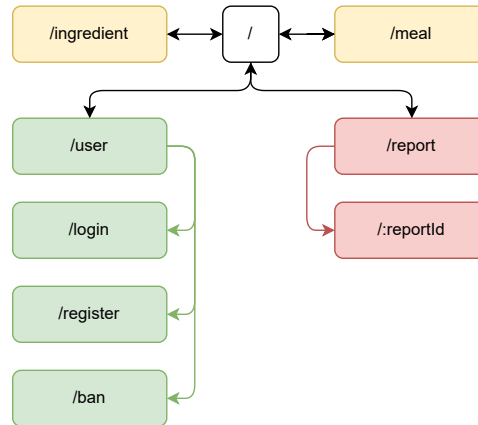 /ingredient
/
/meal
/user
/report
/login
/:reportId
/register
/ban